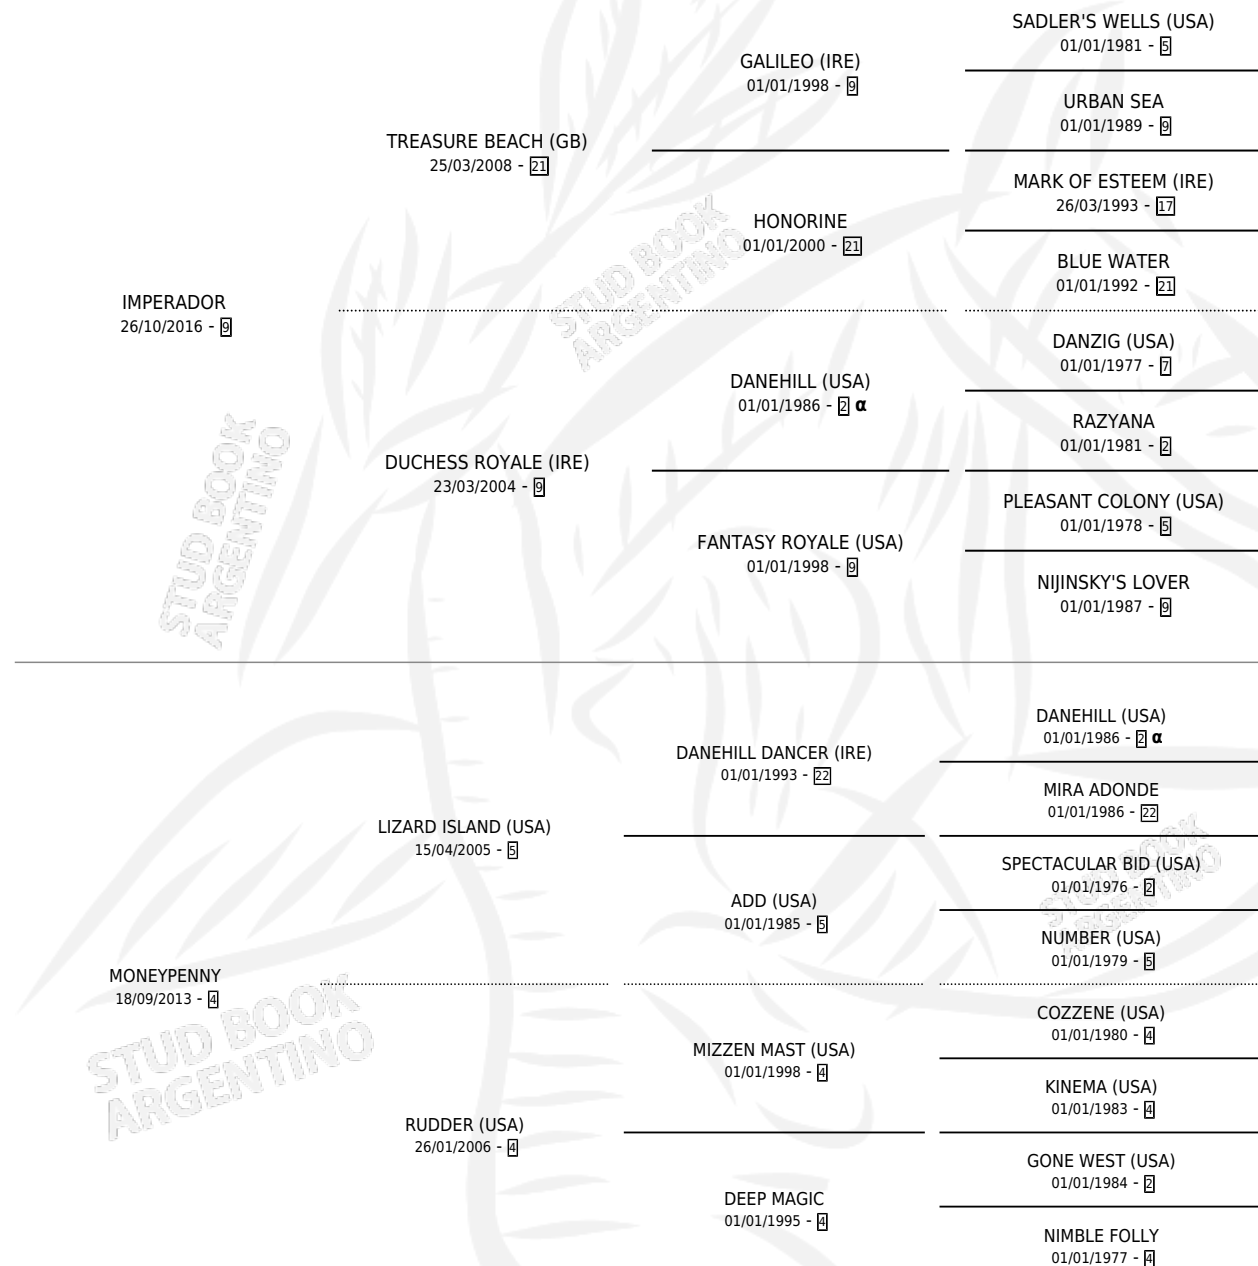 SADLER'S WELLS (USA)
01/01/1981 - 5
GALILEO (IRE)
01/01/1998 - 9
URBAN SEA
01/01/1989 - 9
TREASURE BEACH (GB)
25/03/2008 - 21
MARK OF ESTEEM (IRE)
26/03/1993 - 17
HONORINE
01/01/2000 - 21
BLUE WATER
01/01/1992 - 21
IMPERADOR
26/10/2016 - 9
STUD BOOK
ARGENTINO
DANZIG (USA)
01/01/1977 - 7
DANEHILL (USA)
01/01/1986 - 2 α
RAZYANA
01/01/1981 - 2
DUCHESS ROYALE (IRE)
23/03/2004 - 9
PLEASANT COLONY (USA)
01/01/1978 - 5
FANTASY ROYALE (USA)
01/01/1998 - 9
NIJINSKY'S LOVER
01/01/1987 - 9
STUD BOOK
ARGENTINO
DANEHILL (USA)
01/01/1986 - 2 α
DANEHILL DANCER (IRE)
01/01/1993 - 22
MIRA ADONDE
01/01/1986 - 22
LIZARD ISLAND (USA)
15/04/2005 - 5
SPECTACULAR BID (USA)
01/01/1976 - 2
STUD BOOK
ARGENTINO
ADD (USA)
01/01/1985 - 5
NUMBER (USA)
01/01/1979 - 5
MONEYPENNY
18/09/2013 - 4
STUD BOOK
ARGENTINO
COZZENE (USA)
01/01/1980 - 4
MIZZEN MAST (USA)
01/01/1998 - 4
KINEMA (USA)
01/01/1983 - 4
RUDDER (USA)
26/01/2006 - 4
GONE WEST (USA)
01/01/1984 - 2
DEEP MAGIC
01/01/1995 - 4
NIMBLE FOLLY
01/01/1977 - 4